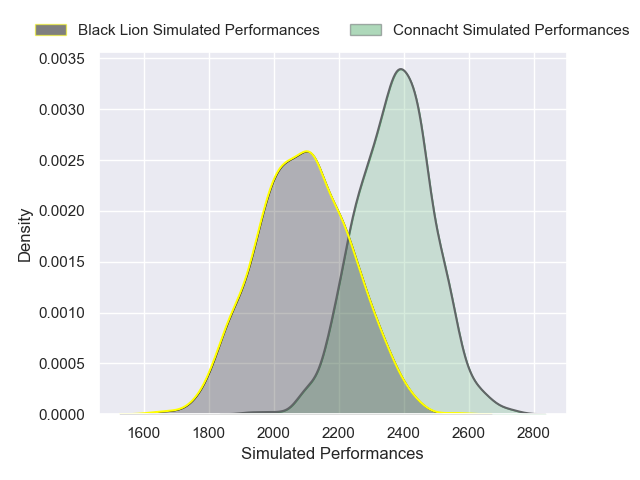 Black Lion Simulated Performances
Connacht Simulated Performances
0.0035
0.0030
0.0025
0.0020
0.0015
0.0010
0.0005
0.0000
Density
1600 1800 2000 2200 2400 2600 2800
Simulated Performances